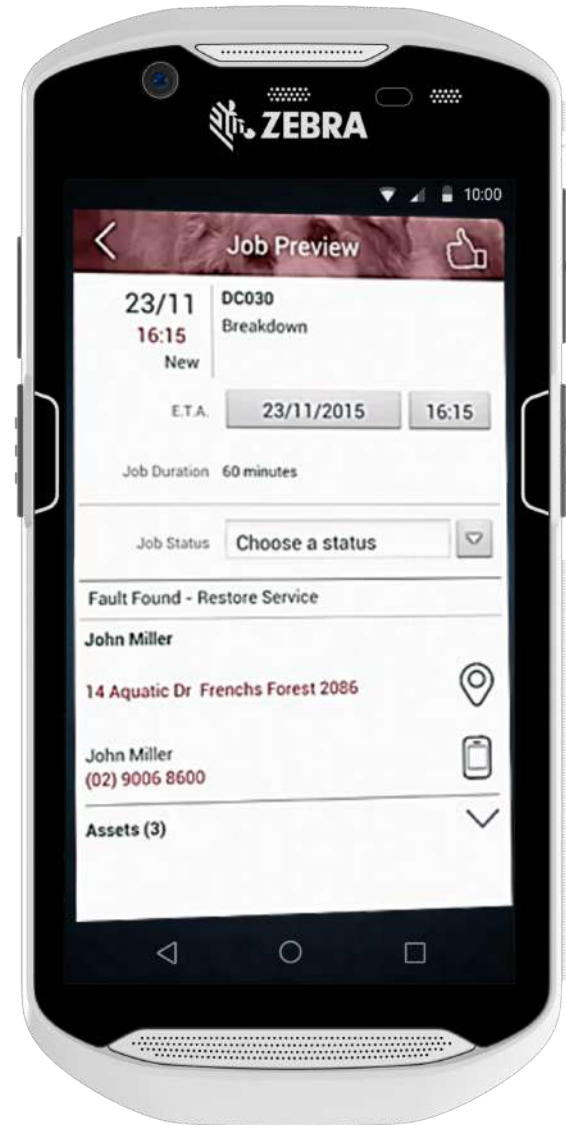 ZEBRA
10:00
Job Preview
23/11
16:15
New
DC030
Breakdown
E.T.A.
23/11/2015
16:15
Job Duration
60 minutes
Job Status
Choose a status
Fault Found - Restore Service
John Miller
14 Aquatic Dr Frenchs Forest 2086
John Miller
(02) 9006 8600
Assets (3)